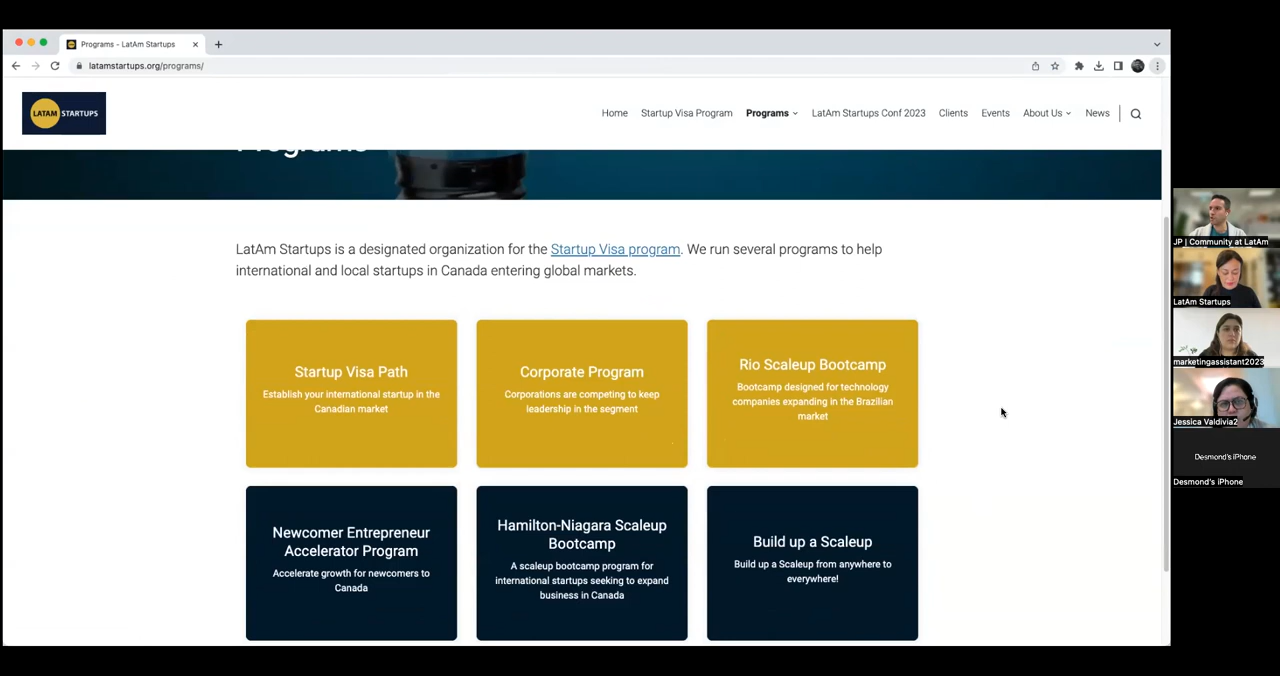 Programs - LatAm Startups
latamstartups.org/programs/
LATAM STARTUPS
Home
Startup Visa Program
Programs
LatAm Startups Conf 2023
Clients
Events
About Us
News
Programs
LatAm Startups is a designated organization for the Startup Visa program. We run several programs to help
international and local startups in Canada entering global markets.
Startup Visa Path
Establish your international startup in the
Canadian market
Corporate Program
Corporations are competing to keep
leadership in the segment
Rio Scaleup Bootcamp
Bootcamp designed for technology
companies expanding in the Brazilian
market
Newcomer Entrepreneur
Accelerator Program
Accelerate growth for newcomers to
Canada
Hamilton-Niagara Scaleup
Bootcamp
A scaleup bootcamp program for
international startups seeking to expand
business in Canada
Build up a Scaleup
Build up a Scaleup from anywhere to
everywhere!
JP | Community at LatAm
LatAm Startups
marketingassistant2023
Jessica Valdivia2
Desmond's iPhone
Desmond's iPhone